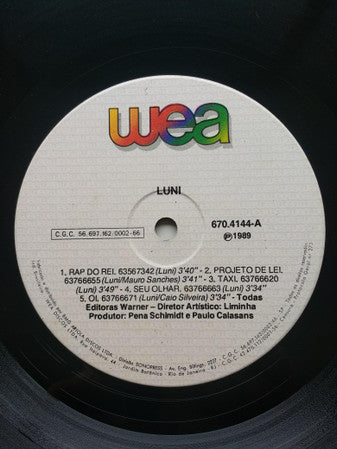 wea
LUNI
C.G.C. 56.697.162/0002-66
670.4144-A
℗1989
1. RAP DO REI. 63567342 (Luni) 3'40" - 2. PROJETO DE LEI.
63766655 (Luni/Mauro Sanches) 3'41" - 3. TAXI. 63766620
(Luni) 3'49" - 4. SEU OLHAR. 63766663 (Luni) 3'34"
5. OI. 63766671 (Luni/Caio Silveira) 3'34" - Todas
Editoras Warner - Diretor Artístico: Liminha
Produtor: Pena Schmidt e Paulo Calasans